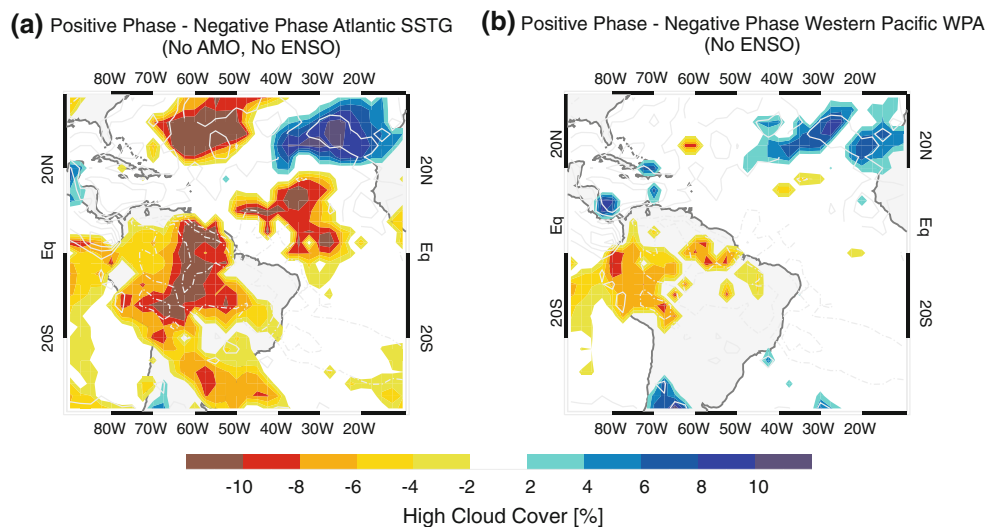 (a) Positive Phase - Negative Phase Atlantic SSTG
(No AMO, No ENSO)
80W 70W 60W 50W 40W 30W 20W
20N
Eq
20S
20N
Eq
20S
80W 70W 60W 50W 40W 30W 20W
(b) Positive Phase - Negative Phase Western Pacific WPA
(No ENSO)
80W 70W 60W 50W 40W 30W 20W
20N
Eq
20S
20N
Eq
20S
80W 70W 60W 50W 40W 30W 20W
-10 -8 -6 -4 -2 2 4 6 8 10
High Cloud Cover [%]